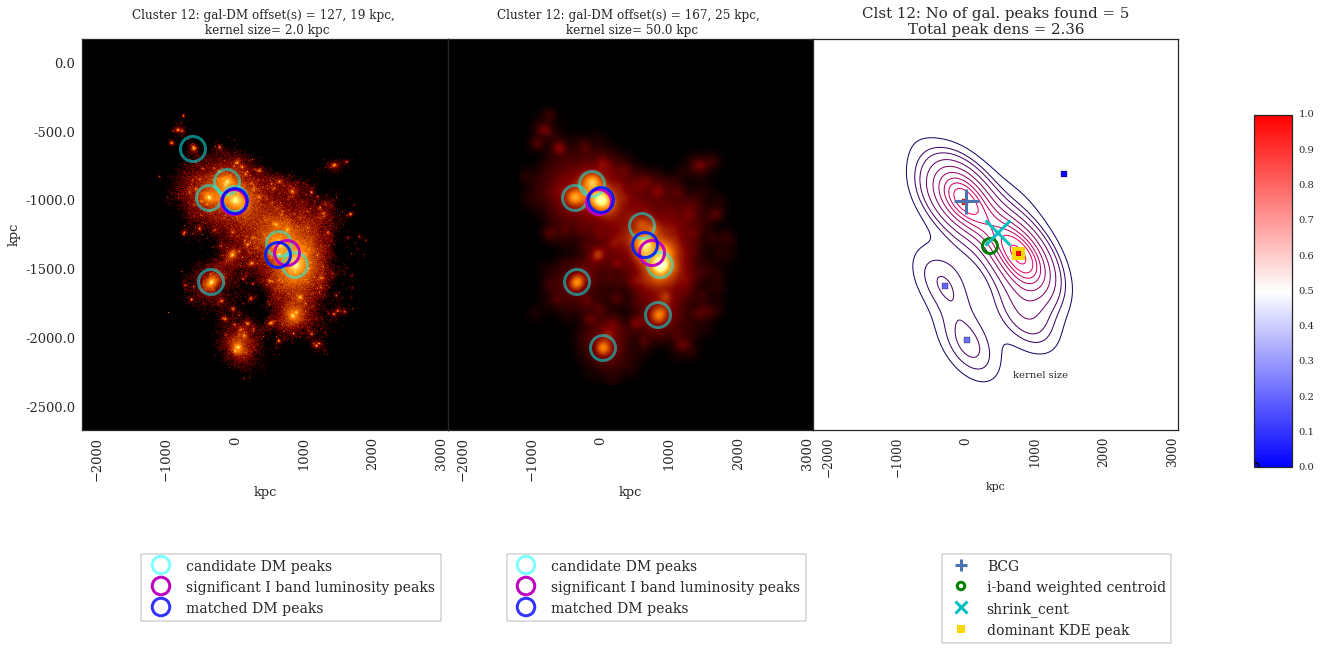 Cluster 12: gal-DM offset(s) = 127, 19 kpc,
kernel size= 2.0 kpc
Cluster 12: gal-DM offset(s) = 167, 25 kpc,
kernel size= 50.0 kpc
Clst 12: No of gal. peaks found = 5
Total peak dens = 2.36
0.0
-500.0
-1000.0
-1500.0
-2000.0
-2500.0
kpc
−2000
−1000
0
1000
2000
3000
kpc
−2000
−1000
0
1000
2000
3000
kpc
kernel size
−2000
−1000
0
1000
2000
3000
kpc
1.0
0.9
0.8
0.7
0.6
0.5
0.4
0.3
0.2
0.1
0.0
candidate DM peaks
significant I band luminosity peaks
matched DM peaks
candidate DM peaks
significant I band luminosity peaks
matched DM peaks
BCG
i-band weighted centroid
shrink_cent
dominant KDE peak